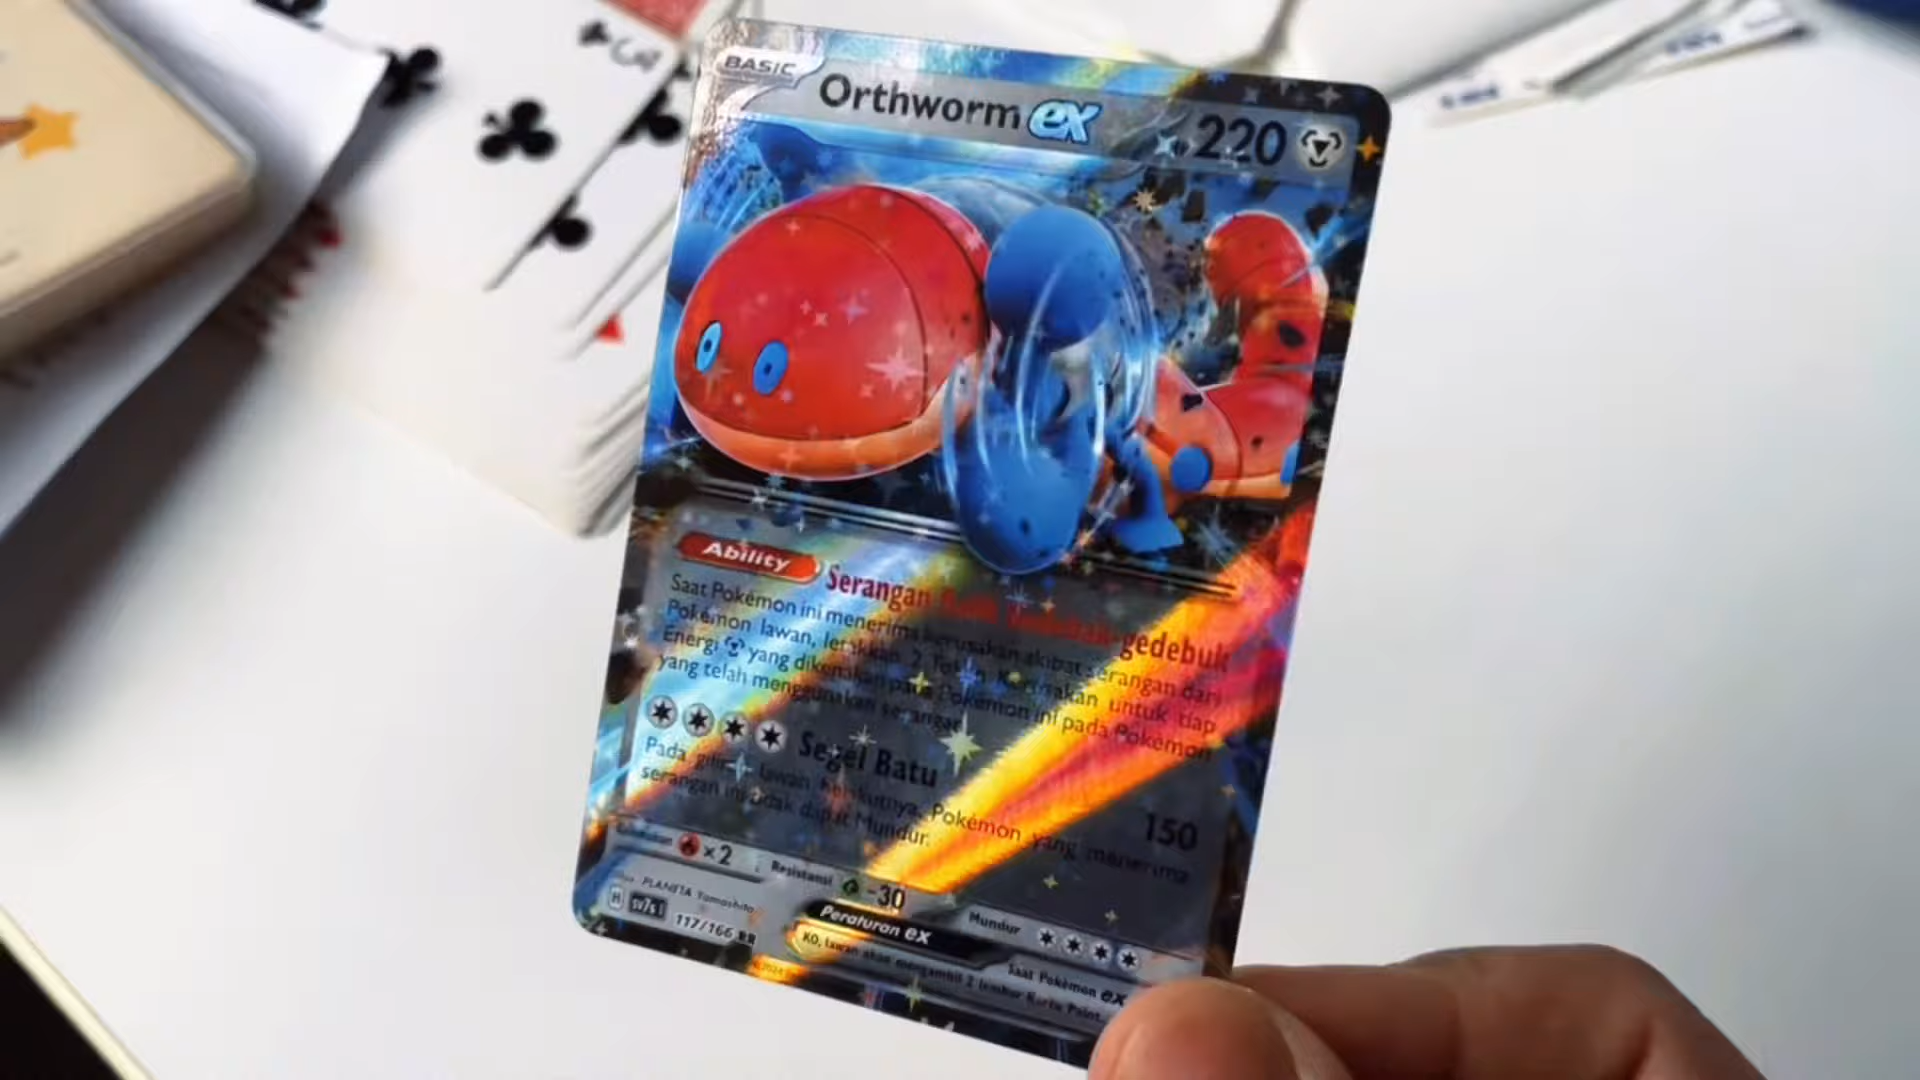 BASIC
Orthworm ex
220
Ability
Serangan gedebuk
Saat Pokémon ini menerima kerusakan akibat serangan dari
Pokémon lawan, letakkan 2 untuk tiap
Energi yang dikenakan pada Pokémon ini pada Pokémon
yang telah menggunakan serangan
Segel Batu
150
Pada lawan berikutnya, Pokémon yang menerima
serangan ini tidak dapat Mundur.
×2
Resistansi -30
Mundur
PLANETA Yamashita
H sv7s I 117/166 RR
Peraturan ex
Saat Pokémon ex
KO, lawan akan mengambil 2 lembar Kartu Point.